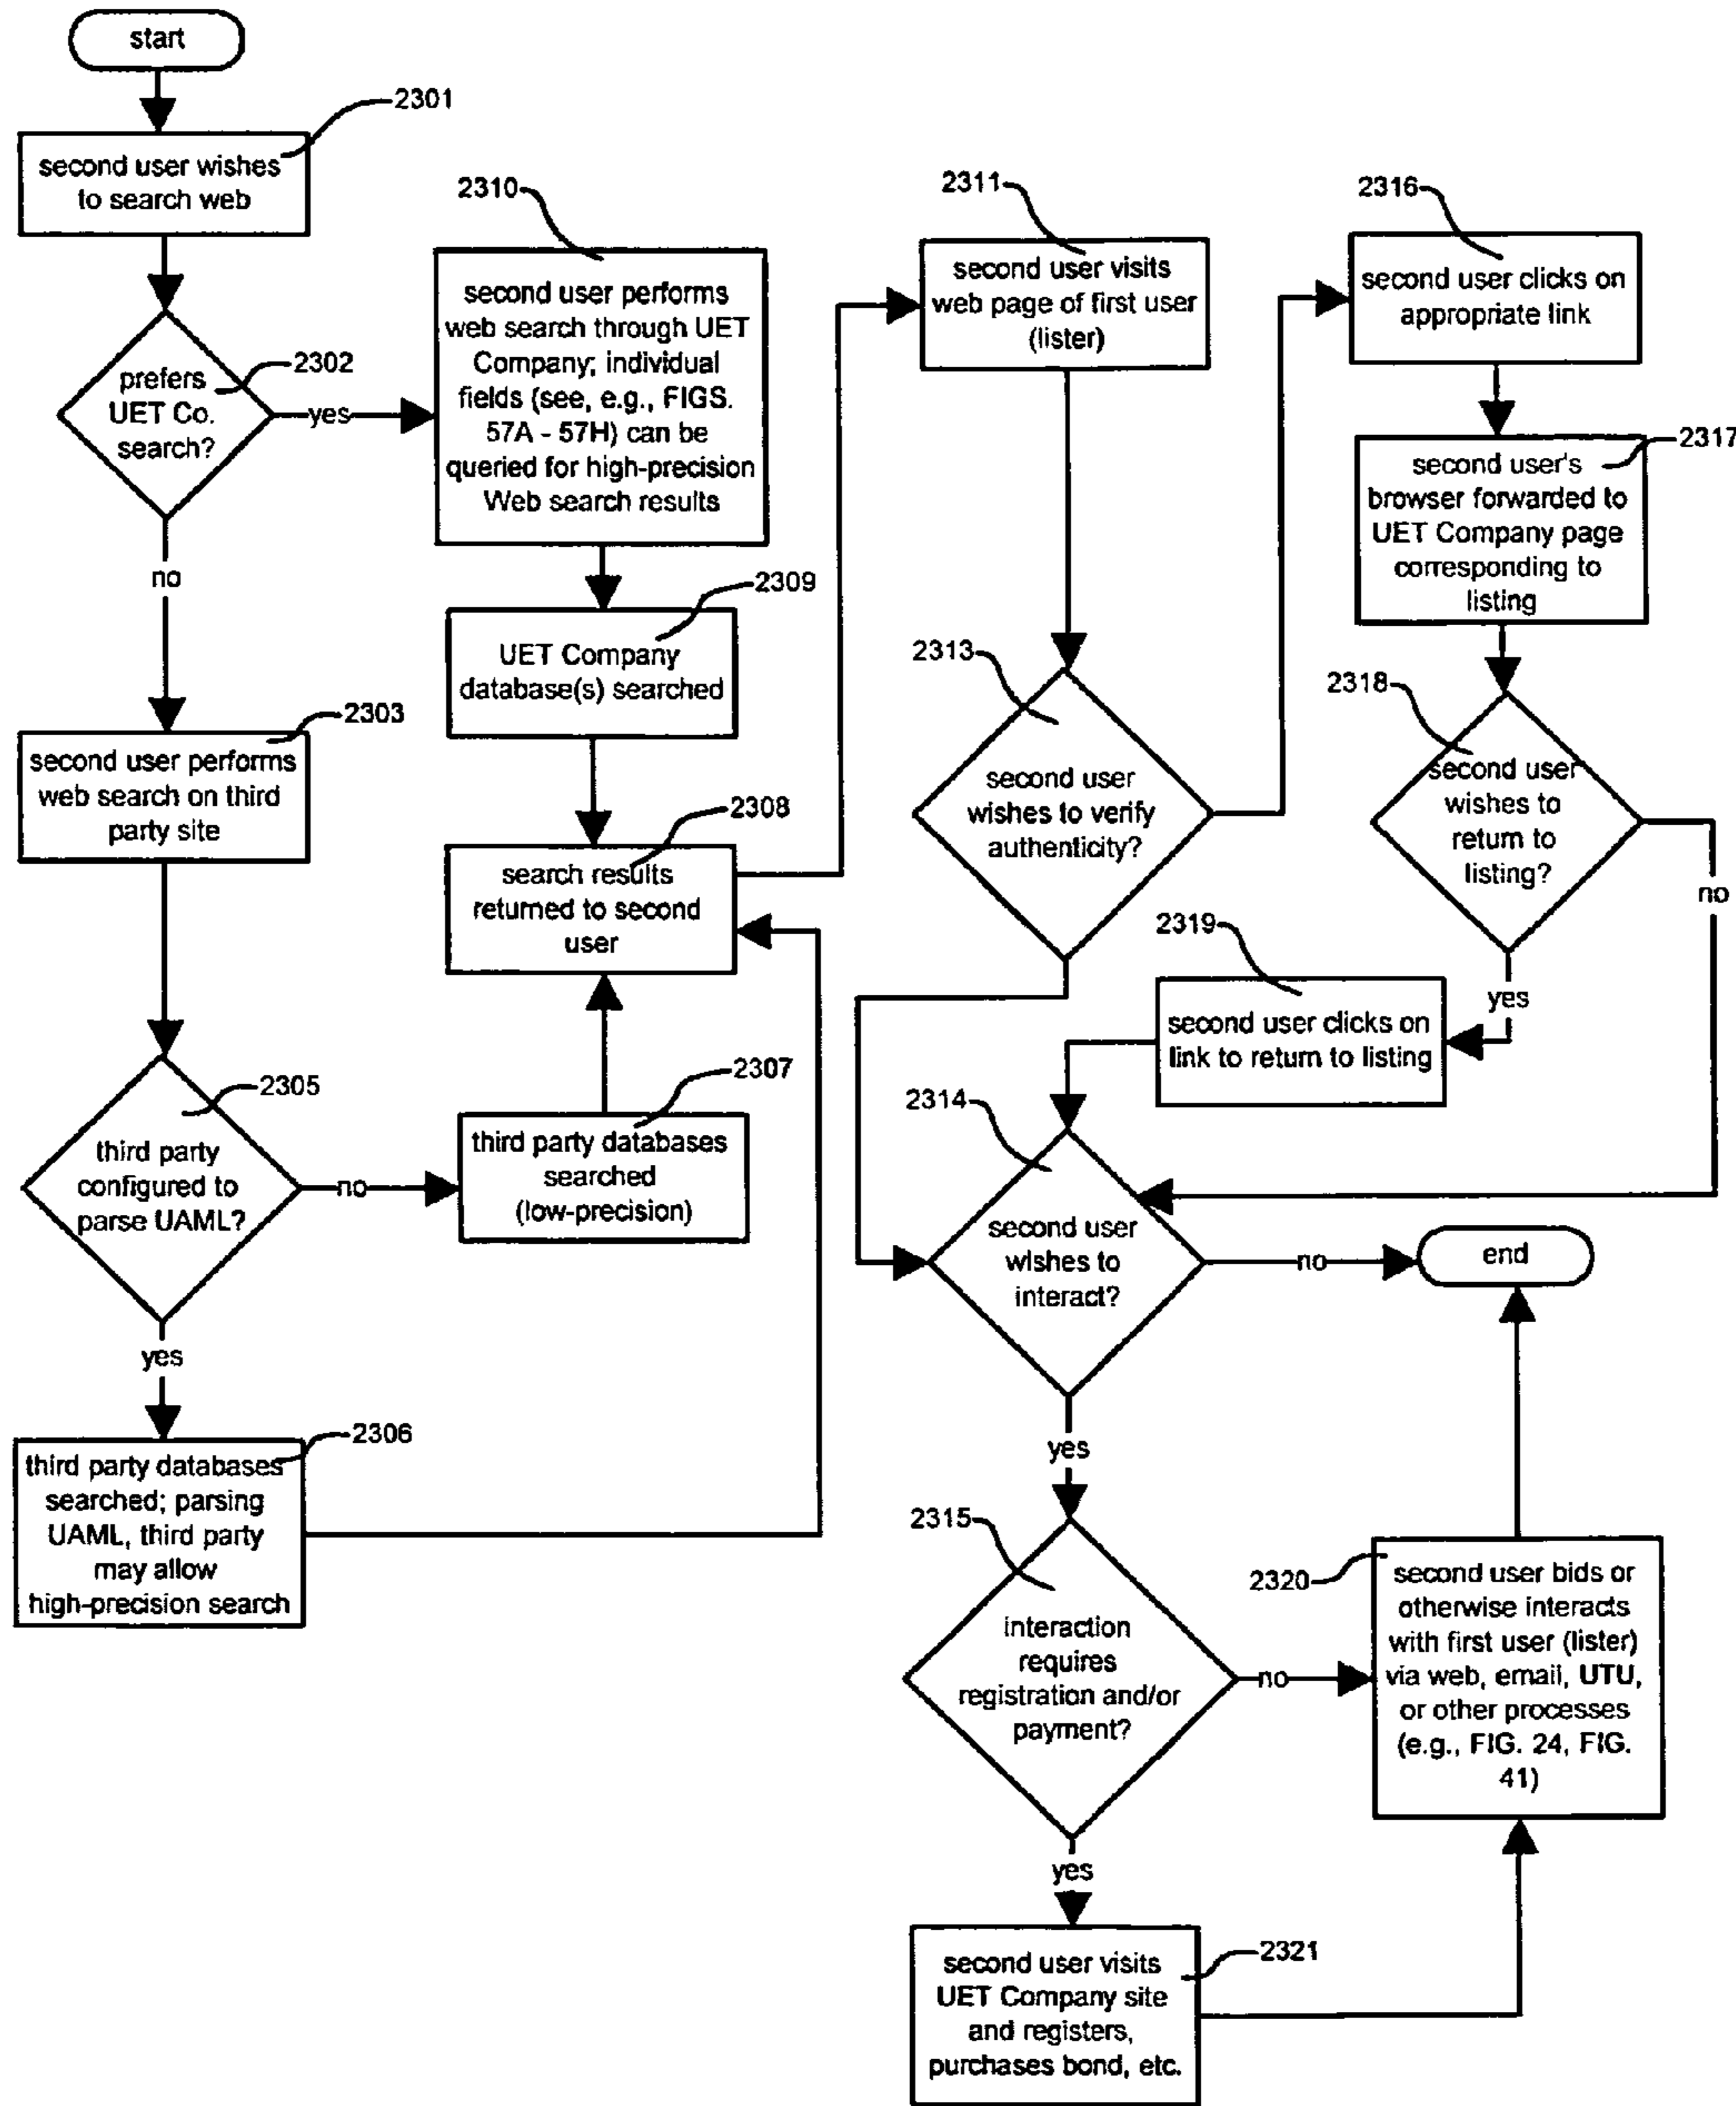 start
2301
second user wishes
to search web
2302
prefers
UET Co.
search?
yes
no
2310
second user performs
web search through UET
Company; individual
fields (see, e.g., FIGS.
57A - 57H) can be
queried for high-precision
Web search results
2309
UET Company
database(s) searched
2303
second user performs
web search on third
party site
2308
search results
returned to second
user
2305
third party
configured to
parse UAML?
no
yes
2307
third party databases
searched
(low-precision)
2306
third party databases
searched; parsing
UAML, third party
may allow
high-precision search
2311
second user visits
web page of first user
(lister)
2313
second user
wishes to verify
authenticity?
2316
second user clicks on
appropriate link
2317
second user's
browser forwarded to
UET Company page
corresponding to
listing
2318
second user
wishes to
return to
listing?
no
yes
2319
second user clicks on
link to return to listing
2314
second user
wishes to
interact?
no
end
yes
2315
interaction
requires
registration and/or
payment?
no
2320
second user bids or
otherwise interacts
with first user (lister)
via web, email, UTU,
or other processes
(e.g., FIG. 24, FIG.
41)
yes
2321
second user visits
UET Company site
and registers,
purchases bond, etc.